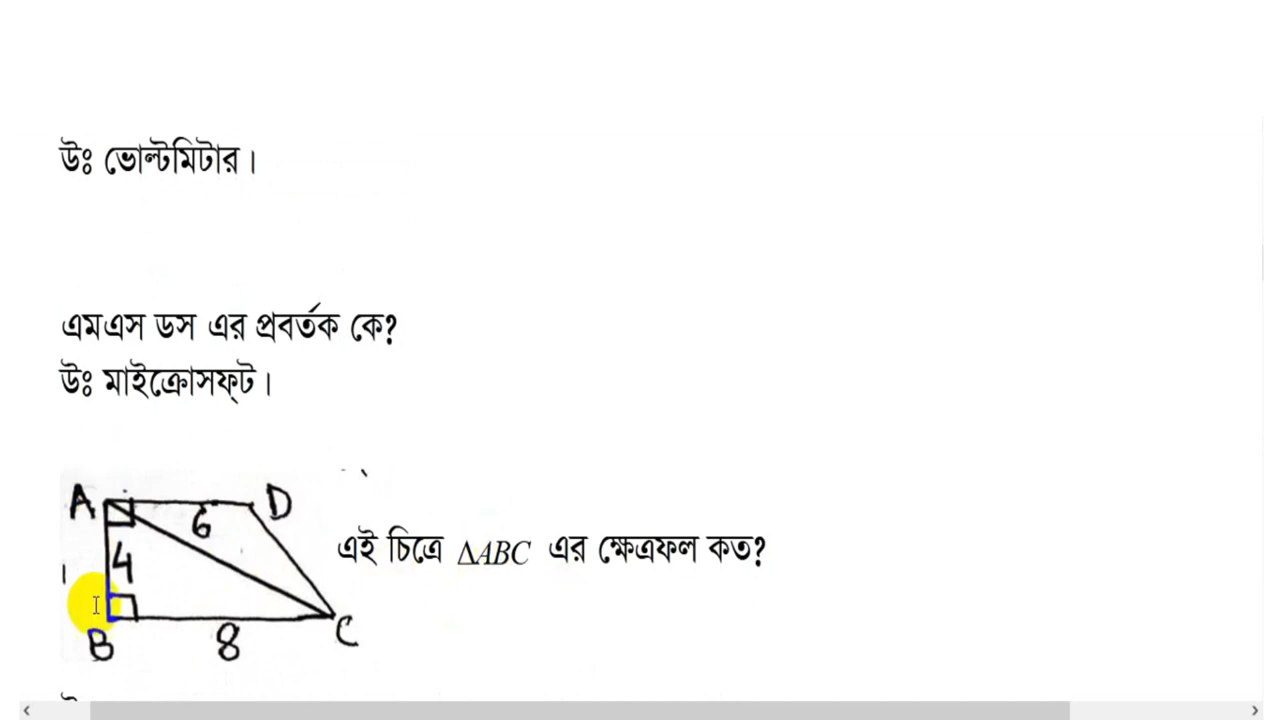 উঃ ভোল্টমিটার।
এমএস ডস এর প্রবর্তক কে?
উঃ মাইক্রোসফ্‌ট।
A D
6
এই চিত্রে ΔABC এর ক্ষেত্রফল কত?
4
B 8 C